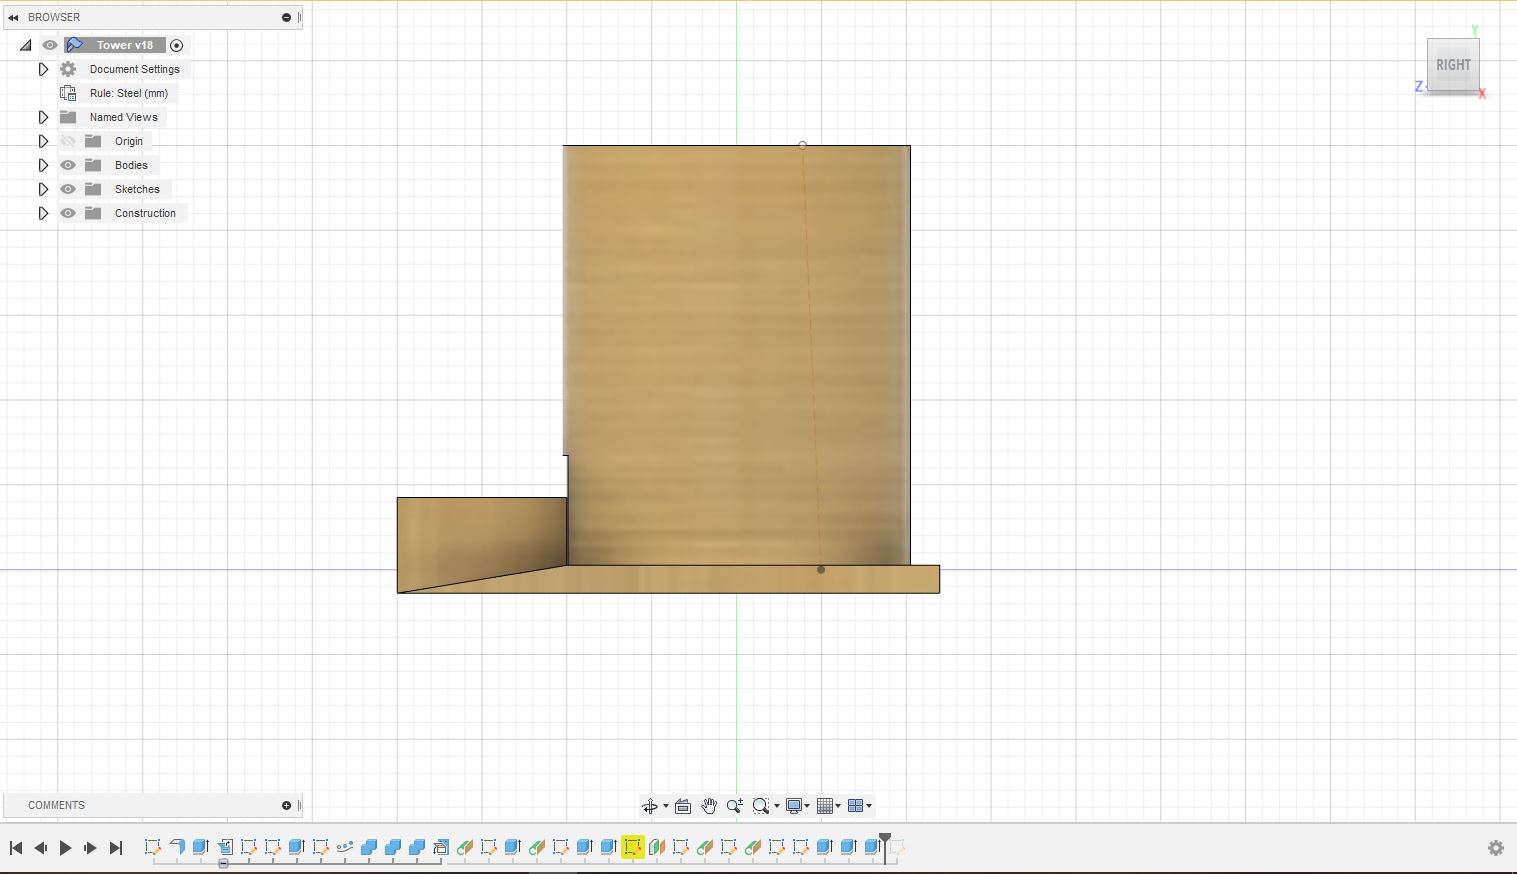 BROWSER
Tower v18
Document Settings
Rule: Steel (mm)
Named Views
Origin
Bodies
Sketches
Construction
Y
RIGHT
Z
X
COMMENTS